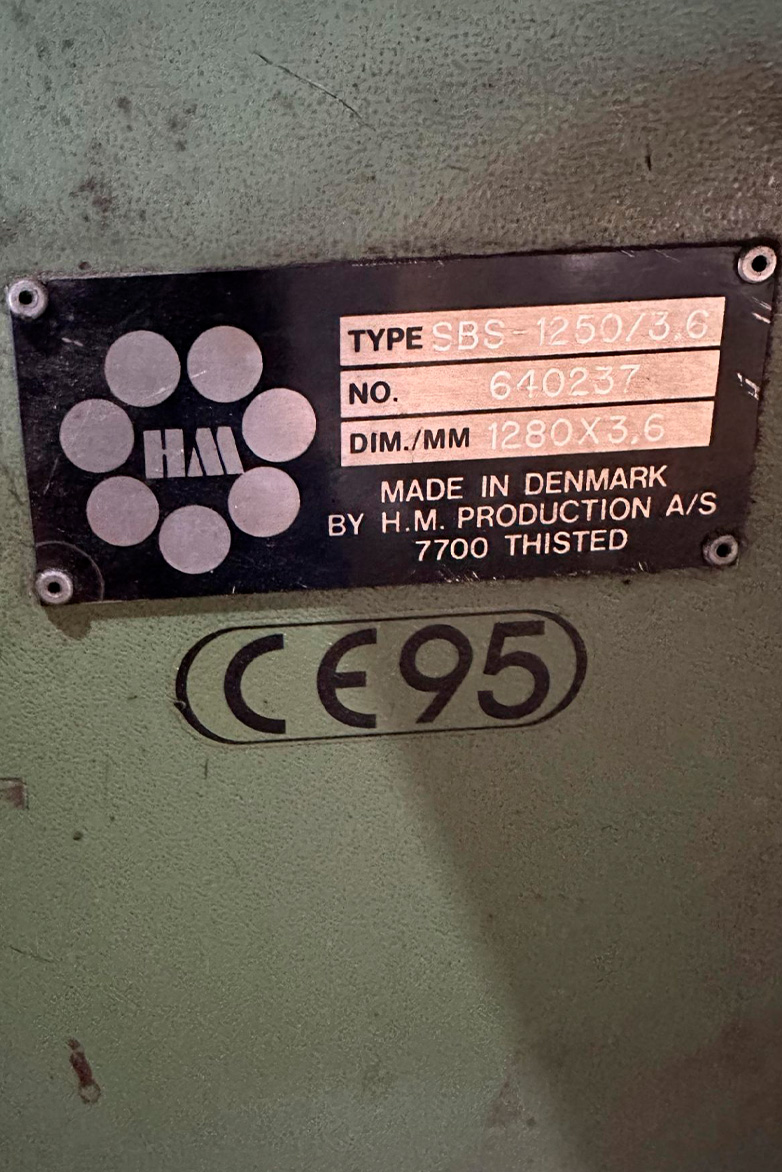 HM
TYPE SBS-1250/3.6
NO. 640237
DIM./MM 1280X3.6
MADE IN DENMARK
BY H.M. PRODUCTION A/S
7700 THISTED
CE95